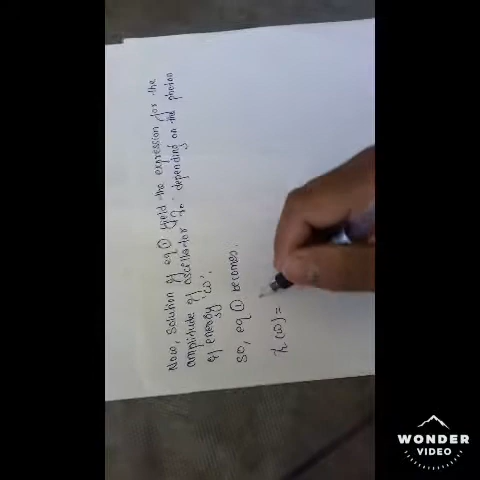 Now, Solution of eq ① yield the expression for the
amplitude of oscillator x₀ depending on the photon
of energy 'ω'.
SO, eq ① becomes.
x (ω) =
WONDER
VIDEO